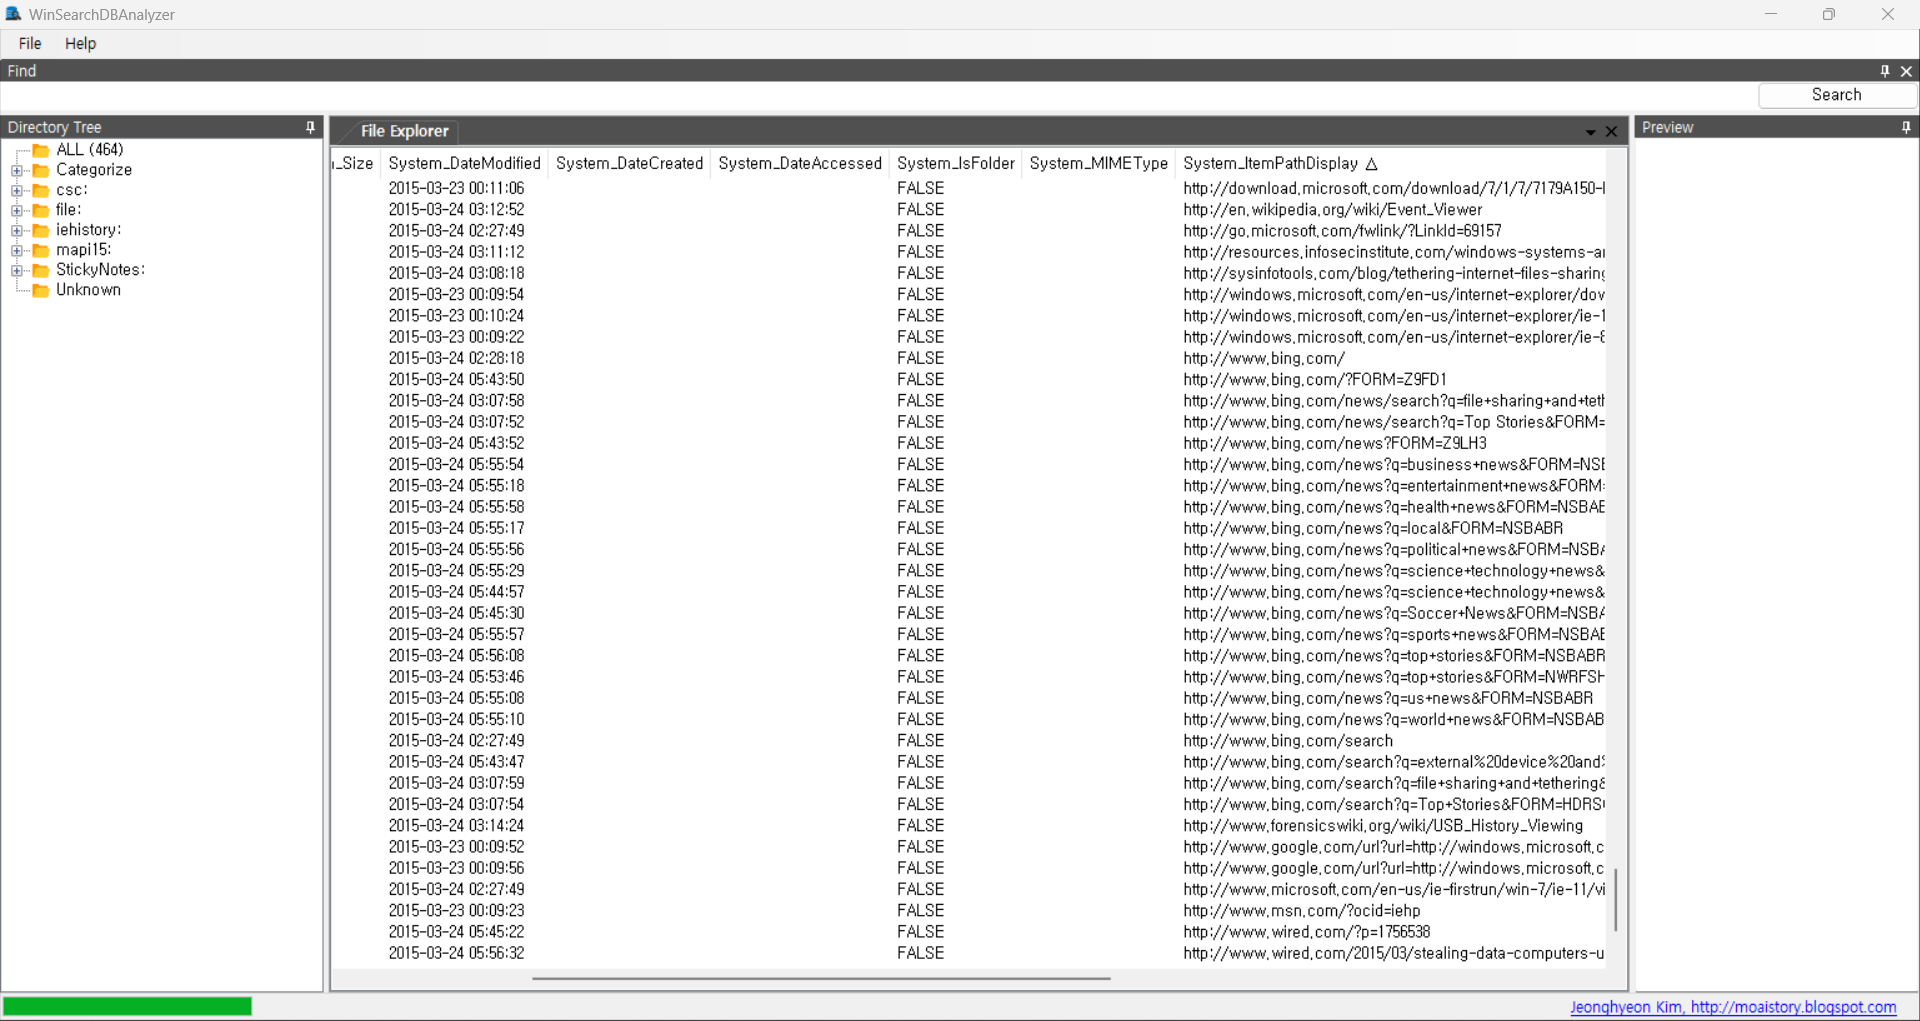 WinSearchDBAnalyzer
File Help
Find
Search
Directory Tree
ALL (464)
Categorize
csc:
file:
iehistory:
mapi15:
StickyNotes:
Unknown
File Explorer
_Size System_DateModified System_DateCreated System_DateAccessed System_IsFolder System_MIMEType System_ItemPathDisplay △
2015-03-23 00:11:06 FALSE http://download.microsoft.com/download/7/1/7/7179A150-
2015-03-24 03:12:52 FALSE http://en.wikipedia.org/wiki/Event_Viewer
2015-03-24 02:27:49 FALSE http://go.microsoft.com/fwlink/?LinkId=69157
2015-03-24 03:11:12 FALSE http://resources.infosecinstitute.com/windows-systems-a
2015-03-24 03:08:18 FALSE http://sysinfotools.com/blog/tethering-internet-files-sharing
2015-03-23 00:09:54 FALSE http://windows.microsoft.com/en-us/internet-explorer/dov
2015-03-23 00:10:24 FALSE http://windows.microsoft.com/en-us/internet-explorer/ie-1
2015-03-23 00:09:22 FALSE http://windows.microsoft.com/en-us/internet-explorer/ie-8
2015-03-24 02:28:18 FALSE http://www.bing.com/
2015-03-24 05:43:50 FALSE http://www.bing.com/?FORM=Z9FD1
2015-03-24 03:07:58 FALSE http://www.bing.com/news/search?q=file+sharing+and+teth
2015-03-24 03:07:52 FALSE http://www.bing.com/news/search?q=Top Stories&FORM=
2015-03-24 05:43:52 FALSE http://www.bing.com/news?FORM=Z9LH3
2015-03-24 05:55:54 FALSE http://www.bing.com/news?q=business+news&FORM=NSE
2015-03-24 05:55:18 FALSE http://www.bing.com/news?q=entertainment+news&FORM=
2015-03-24 05:55:58 FALSE http://www.bing.com/news?q=health+news&FORM=NSBAE
2015-03-24 05:55:17 FALSE http://www.bing.com/news?q=local&FORM=NSBABR
2015-03-24 05:55:56 FALSE http://www.bing.com/news?q=political+news&FORM=NSBA
2015-03-24 05:55:29 FALSE http://www.bing.com/news?q=science+technology+news&
2015-03-24 05:44:57 FALSE http://www.bing.com/news?q=science+technology+news&
2015-03-24 05:45:30 FALSE http://www.bing.com/news?q=Soccer+News&FORM=NSBA
2015-03-24 05:55:57 FALSE http://www.bing.com/news?q=sports+news&FORM=NSBAE
2015-03-24 05:56:08 FALSE http://www.bing.com/news?q=top+stories&FORM=NSBABR
2015-03-24 05:53:46 FALSE http://www.bing.com/news?q=top+stories&FORM=NWRFSH
2015-03-24 05:55:08 FALSE http://www.bing.com/news?q=us+news&FORM=NSBABR
2015-03-24 05:55:10 FALSE http://www.bing.com/news?q=world+news&FORM=NSBAB
2015-03-24 02:27:49 FALSE http://www.bing.com/search
2015-03-24 05:43:47 FALSE http://www.bing.com/search?q=external%20device%20and%
2015-03-24 03:07:59 FALSE http://www.bing.com/search?q=file+sharing+and+tethering&
2015-03-24 03:07:54 FALSE http://www.bing.com/search?q=Top+Stories&FORM=HDRS
2015-03-24 03:14:24 FALSE http://www.forensicswiki.org/wiki/USB_History_Viewing
2015-03-23 00:09:52 FALSE http://www.google.com/url?url=http://windows.microsoft.c
2015-03-23 00:09:56 FALSE http://www.google.com/url?url=http://windows.microsoft.c
2015-03-24 02:27:49 FALSE http://www.microsoft.com/en-us/ie-firstrun/win-7/ie-11/vi
2015-03-23 00:09:23 FALSE http://www.msn.com/?ocid=iehp
2015-03-24 05:45:22 FALSE http://www.wired.com/?p=1756538
2015-03-24 05:56:32 FALSE http://www.wired.com/2015/03/stealing-data-computers-u
Preview
Jeonghyeon Kim, http://moaistory.blogspot.com